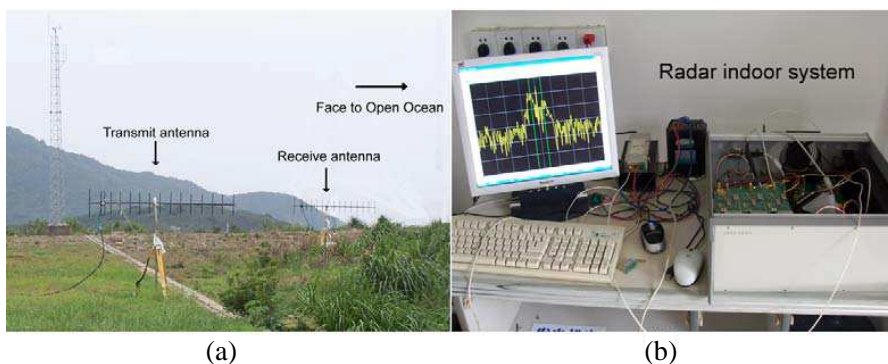 Face to Open Ocean
Transmit antenna
Receive antenna
Radar indoor system
(a)
(b)